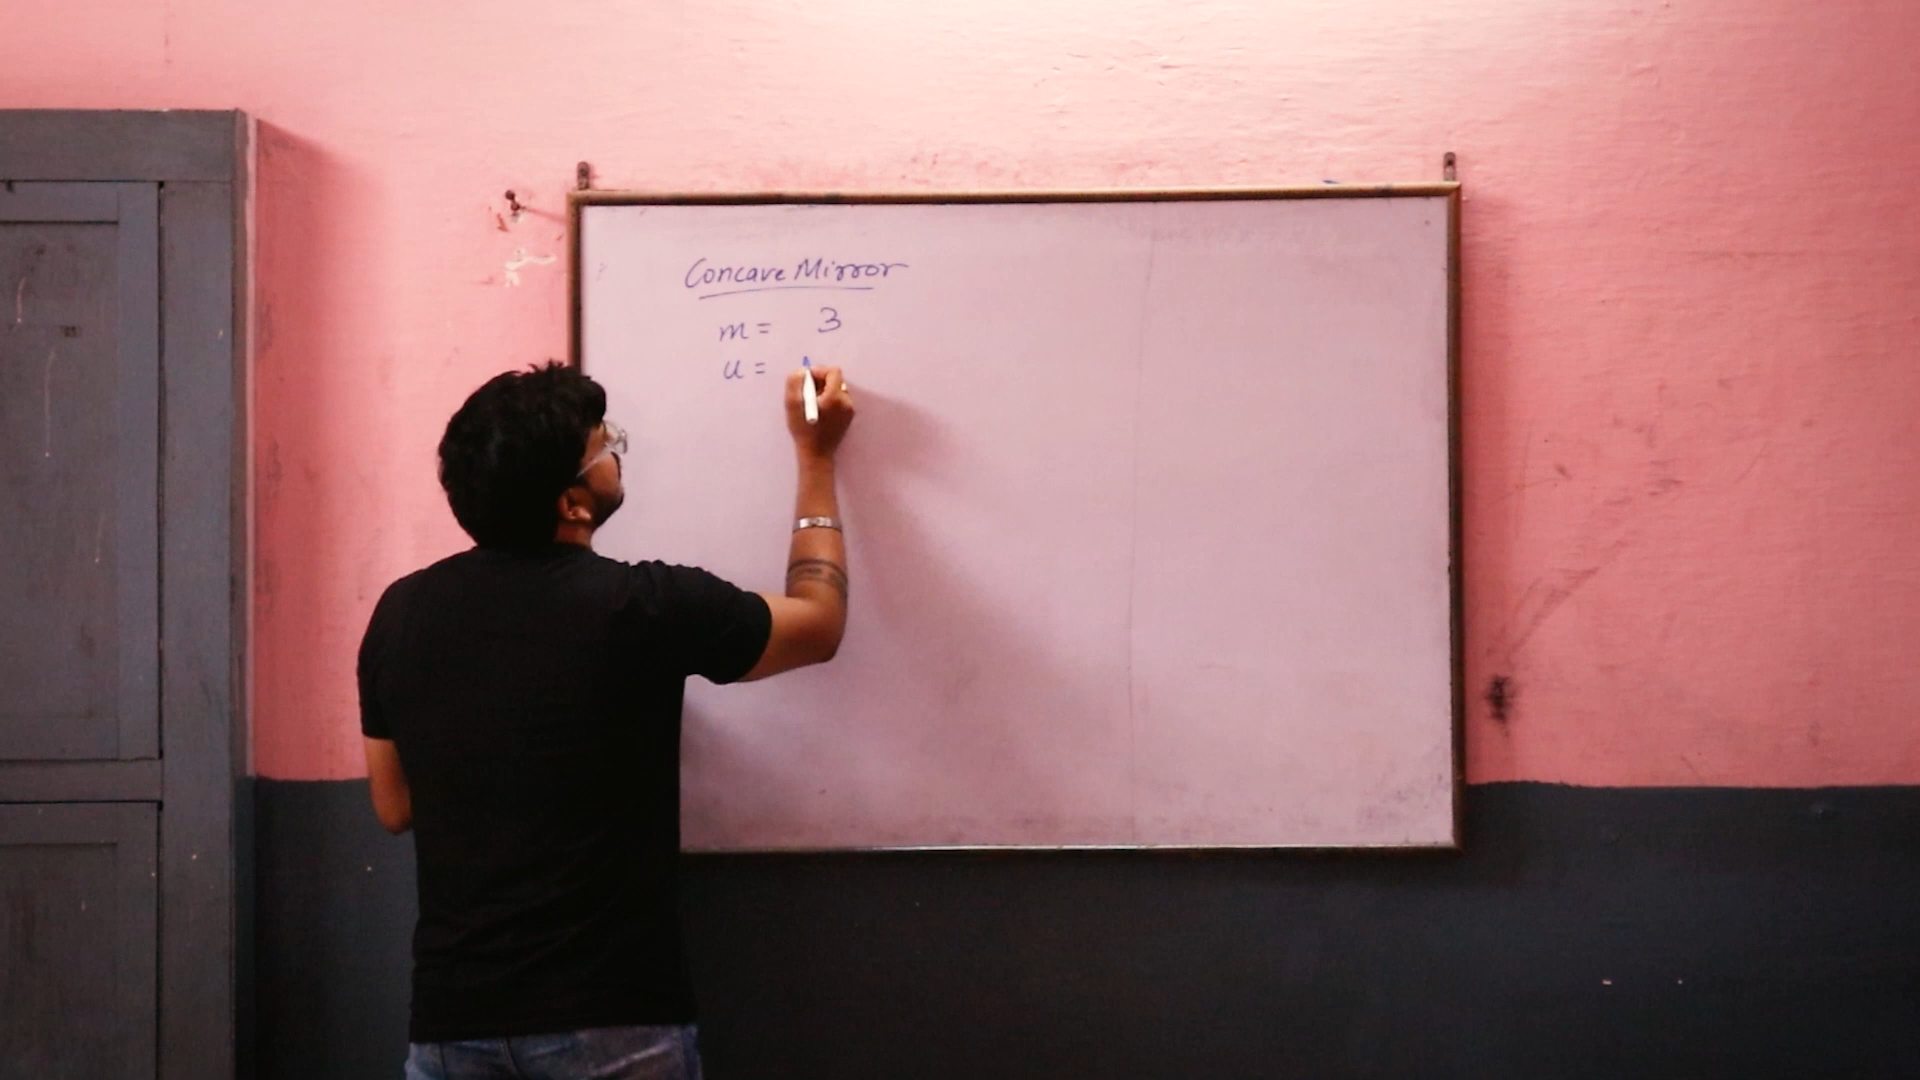 Concave Mirror
m = 3
u =